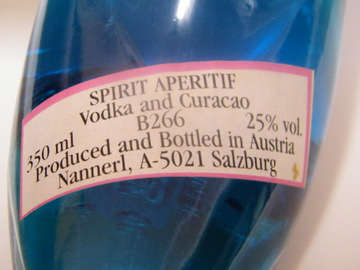 SPIRIT APERITIF
Vodka and Curacao
350 ml B266 25% vol.
Produced and Bottled in Austria
Nannerl, A-5021 Salzburg